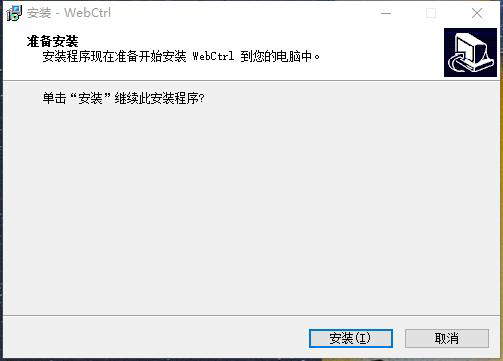 安装 - WebCtrl
准备安装
安装程序现在准备开始安装 WebCtrl 到您的电脑中。
单击“安装”继续此安装程序?
安装(I)
取消